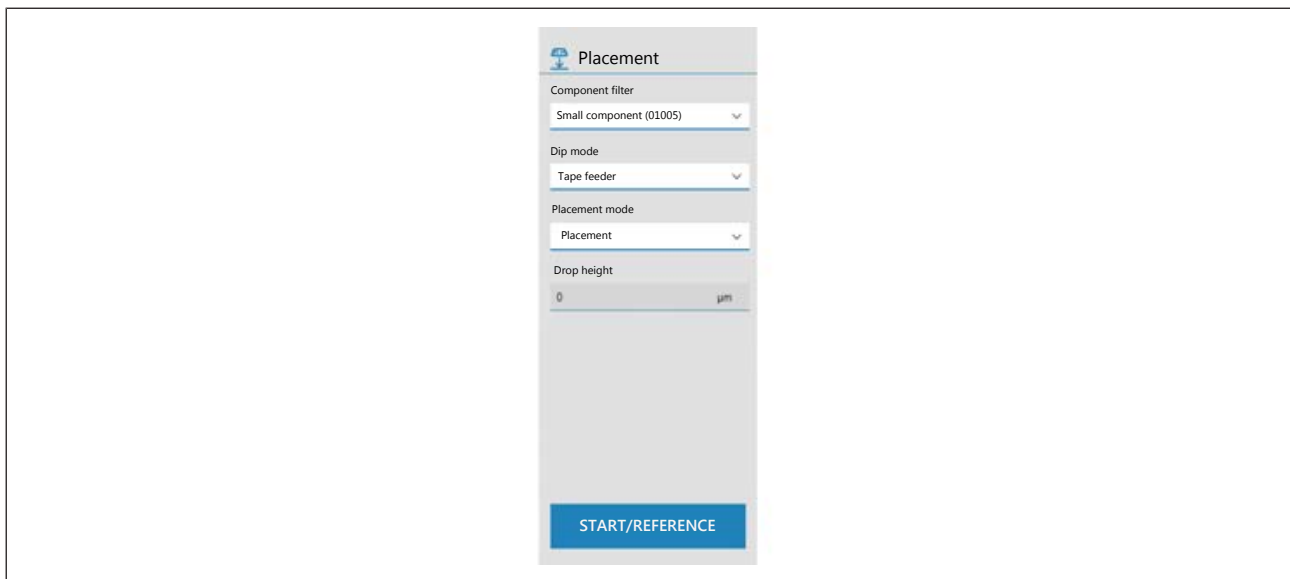 Placement
Component filter
Small component (01005)
Dip mode
Tape feeder
Placement mode
Placement
Drop height
0 µm
START/REFERENCE